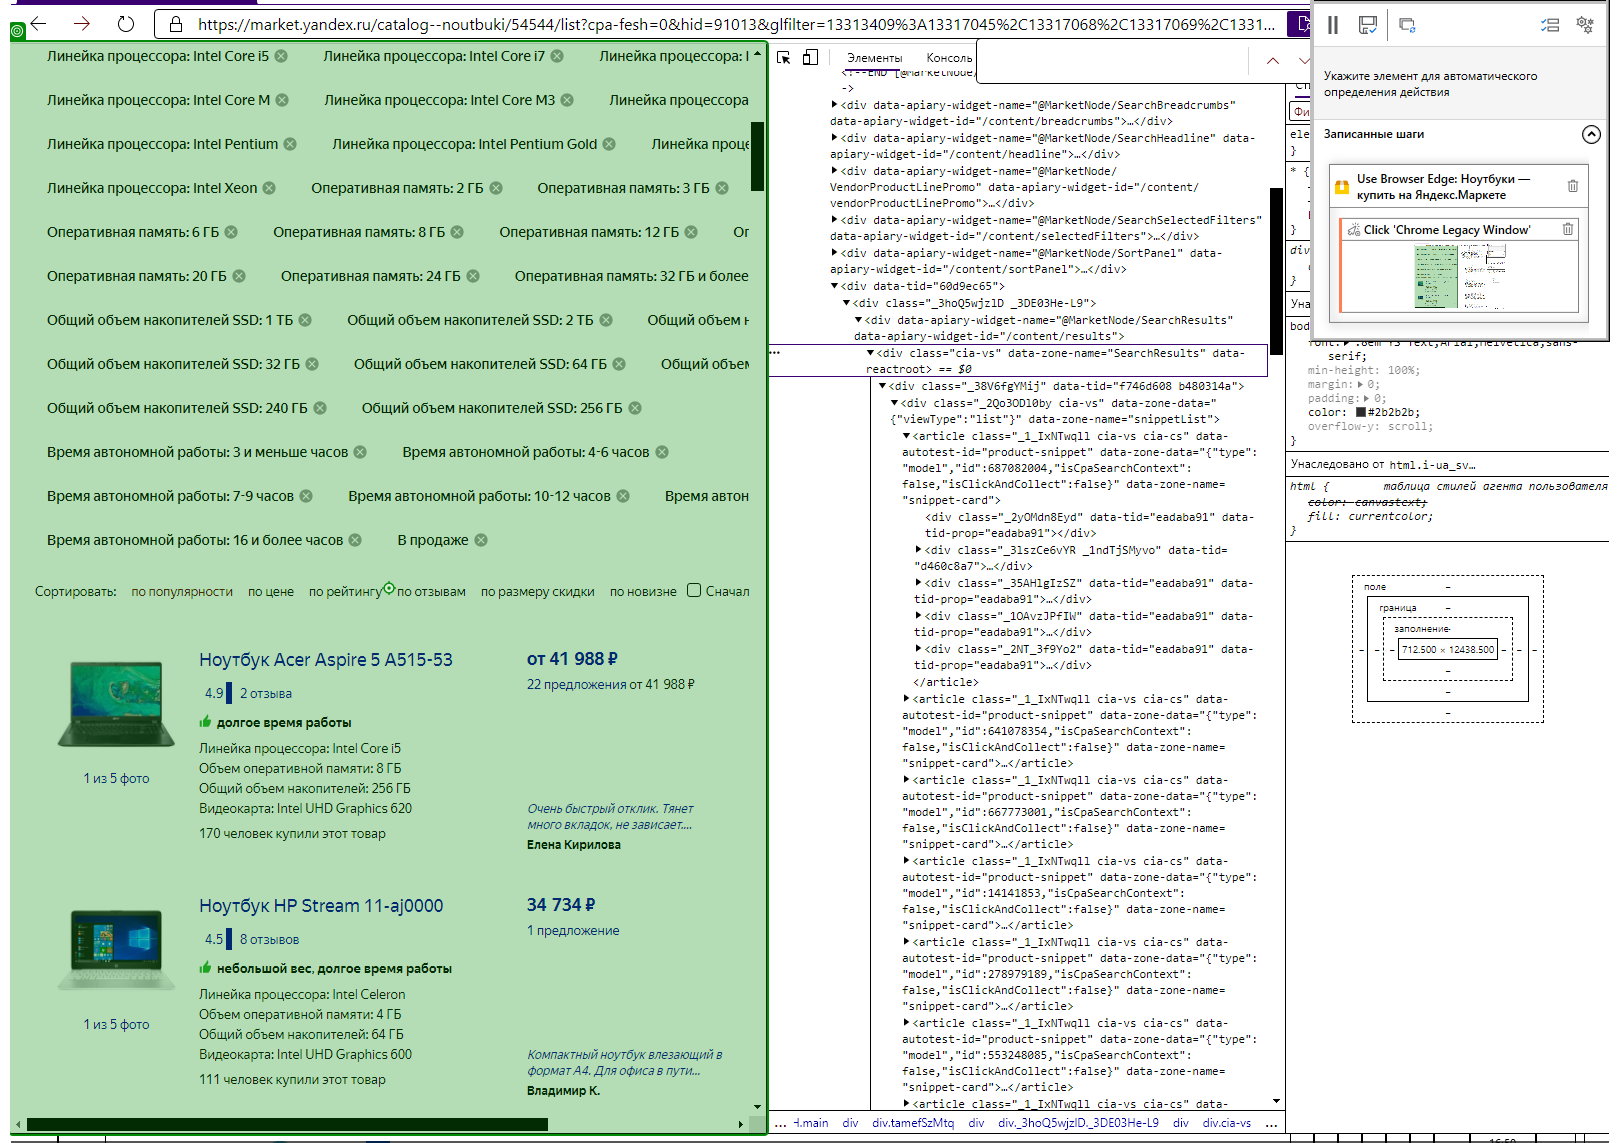 https://market.yandex.ru/catalog--noutbuki/54544/list?cpa-fesh=0&hid=91013&glfilter=13313409%3A13317045%2C13317068%2C13317069%2C1331...
Линейка процессора: Intel Core i5
Линейка процессора: Intel Core i7
Линейка процессора: I
Линейка процессора: Intel Core M
Линейка процессора: Intel Core M3
Линейка процессора
Линейка процессора: Intel Pentium
Линейка процессора: Intel Pentium Gold
Линейка проце
Линейка процессора: Intel Xeon
Оперативная память: 2 ГБ
Оперативная память: 3 ГБ
Оперативная память: 6 ГБ
Оперативная память: 8 ГБ
Оперативная память: 12 ГБ
Оп
Оперативная память: 20 ГБ
Оперативная память: 24 ГБ
Оперативная память: 32 ГБ и более
Общий объем накопителей SSD: 1 ТБ
Общий объем накопителей SSD: 2 ТБ
Общий объем н
Общий объем накопителей SSD: 32 ГБ
Общий объем накопителей SSD: 64 ГБ
Общий объем
Общий объем накопителей SSD: 240 ГБ
Общий объем накопителей SSD: 256 ГБ
Время автономной работы: 3 и меньше часов
Время автономной работы: 4-6 часов
Время автономной работы: 7-9 часов
Время автономной работы: 10-12 часов
Время автон
Время автономной работы: 16 и более часов
В продаже
Сортировать: по популярности по цене по рейтингу по отзывам по размеру скидки по новизне Сначал
Ноутбук Acer Aspire 5 A515-53
4.9 2 отзыва
долгое время работы
Линейка процессора: Intel Core i5
Объем оперативной памяти: 8 ГБ
Общий объем накопителей: 256 ГБ
Видеокарта: Intel UHD Graphics 620
170 человек купили этот товар
1 из 5 фото
от 41 988 ₽
22 предложения от 41 988 ₽
Очень быстрый отклик. Тянет
много вкладок, не зависает....
Елена Кирилова
Ноутбук HP Stream 11-aj0000
4.5 8 отзывов
небольшой вес, долгое время работы
Линейка процессора: Intel Celeron
Объем оперативной памяти: 4 ГБ
Общий объем накопителей: 64 ГБ
Видеокарта: Intel UHD Graphics 600
111 человек купили этот товар
1 из 5 фото
34 734 ₽
1 предложение
Компактный ноутбук влезающий в
формат А4. Для офиса в пути...
Владимир К.
Элементы
Консоль
<!--END [@MarketNode/
->
<div data-apiary-widget-name="@MarketNode/SearchBreadcrumbs"
data-apiary-widget-id="/content/breadcrumbs">…</div>
<div data-apiary-widget-name="@MarketNode/SearchHeadline" data-
apiary-widget-id="/content/headline">…</div>
<div data-apiary-widget-name="@MarketNode/
VendorProductLinePromo" data-apiary-widget-id="/content/
vendorProductLinePromo">…</div>
<div data-apiary-widget-name="@MarketNode/SearchSelectedFilters"
data-apiary-widget-id="/content/selectedFilters">…</div>
<div data-apiary-widget-name="@MarketNode/SortPanel" data-
apiary-widget-id="/content/sortPanel">…</div>
<div data-tid="60d9ec65">
<div class="_3hoQ5wjzlD _3DE03He-L9">
<div data-apiary-widget-name="@MarketNode/SearchResults"
data-apiary-widget-id="/content/results">
<div class="cia-vs" data-zone-name="SearchResults" data-
reactroot> == $0
<div class="_38V6fgYMij" data-tid="f746d608 b480314a">
<div class="_2Qo3ODl0by cia-vs" data-zone-data=
"{"viewType":"list"}" data-zone-name="snippetList">
<article class="_1_IxNTwqll cia-vs cia-cs" data-
autotest-id="product-snippet" data-zone-data="{"type":
"model","id":687082004,"isCpaSearchContext":
false,"isClickAndCollect":false}" data-zone-name=
"snippet-card">
<div class="_2yOMdn8Eyd" data-tid="eadaba91" data-
tid-prop="eadaba91"></div>
<div class="_3lszCe6vYR _1ndTjSMyvo" data-tid=
"d460c8a7">…</div>
<div class="_35AHlgIzSZ" data-tid="eadaba91" data-
tid-prop="eadaba91">…</div>
<div class="_1OAvzJPfIW" data-tid="eadaba91" data-
tid-prop="eadaba91">…</div>
<div class="_2NT_3f9Yo2" data-tid="eadaba91" data-
tid-prop="eadaba91">…</div>
</article>
<article class="_1_IxNTwqll cia-vs cia-cs" data-
autotest-id="product-snippet" data-zone-data="{"type":
"model","id":641078354,"isCpaSearchContext":
false,"isClickAndCollect":false}" data-zone-name=
"snippet-card">…</article>
<article class="_1_IxNTwqll cia-vs cia-cs" data-
autotest-id="product-snippet" data-zone-data="{"type":
"model","id":667773001,"isCpaSearchContext":
false,"isClickAndCollect":false}" data-zone-name=
"snippet-card">…</article>
<article class="_1_IxNTwqll cia-vs cia-cs" data-
autotest-id="product-snippet" data-zone-data="{"type":
"model","id":14141853,"isCpaSearchContext":
false,"isClickAndCollect":false}" data-zone-name=
"snippet-card">…</article>
<article class="_1_IxNTwqll cia-vs cia-cs" data-
autotest-id="product-snippet" data-zone-data="{"type":
"model","id":278979189,"isCpaSearchContext":
false,"isClickAndCollect":false}" data-zone-name=
"snippet-card">…</article>
<article class="_1_IxNTwqll cia-vs cia-cs" data-
autotest-id="product-snippet" data-zone-data="{"type":
"model","id":553248085,"isCpaSearchContext":
false,"isClickAndCollect":false}" data-zone-name=
"snippet-card">…</article>
<article class="_1_IxNTwqll cia-vs cia-cs" data-
... H.main div div.tamefSzMtq div div._3hoQ5wjzlD._3DE03He-L9 div div.cia-vs ...
Фи
ele
}
* {
}
div
}
Уна
bod
font: .8em YS Text,Arial,Helvetica,sans-
serif;
min-height: 100%;
margin: 0;
padding: 0;
color: #2b2b2b;
overflow-y: scroll;
}
Унаследовано от html.i-ua_sv…
html { таблица стилей агента пользователя
color: canvastext;
fill: currentcolor;
}
поле –
граница –
заполнение-
– – – 712.500 × 12438.500 – – –
–
–
–
Укажите элемент для автоматического
определения действия
Записанные шаги
Use Browser Edge: Ноутбуки —
купить на Яндекс.Маркете
Click 'Chrome Legacy Window'